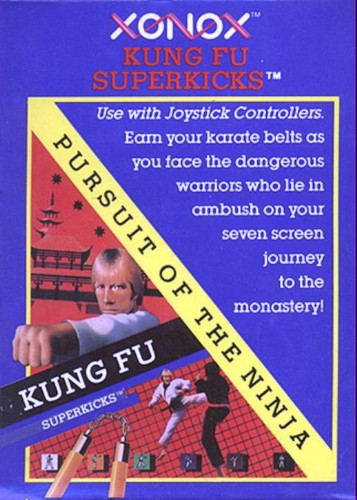 XONOX™
KUNG FU
SUPERKICKS™
Use with Joystick Controllers.
Earn your karate belts as
you face the dangerous
warriors who lie in
ambush on your
seven screen
journey
to the
monastery!
PURSUIT OF THE NINJA
KUNG FU
SUPERKICKS™